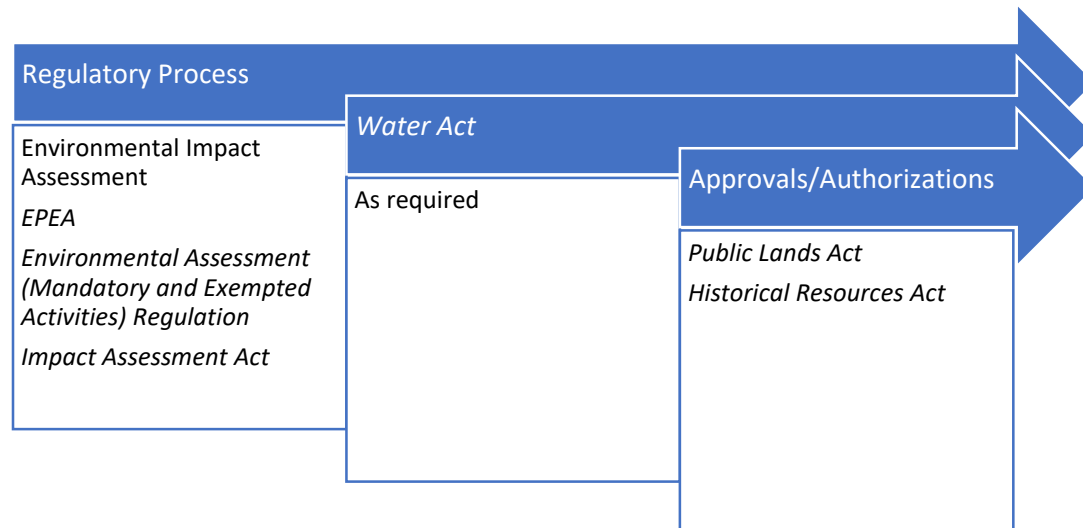 Regulatory Process
Environmental Impact
Assessment
EPEA
Environmental Assessment
(Mandatory and Exempted
Activities) Regulation
Impact Assessment Act
Water Act
As required
Approvals/Authorizations
Public Lands Act
Historical Resources Act